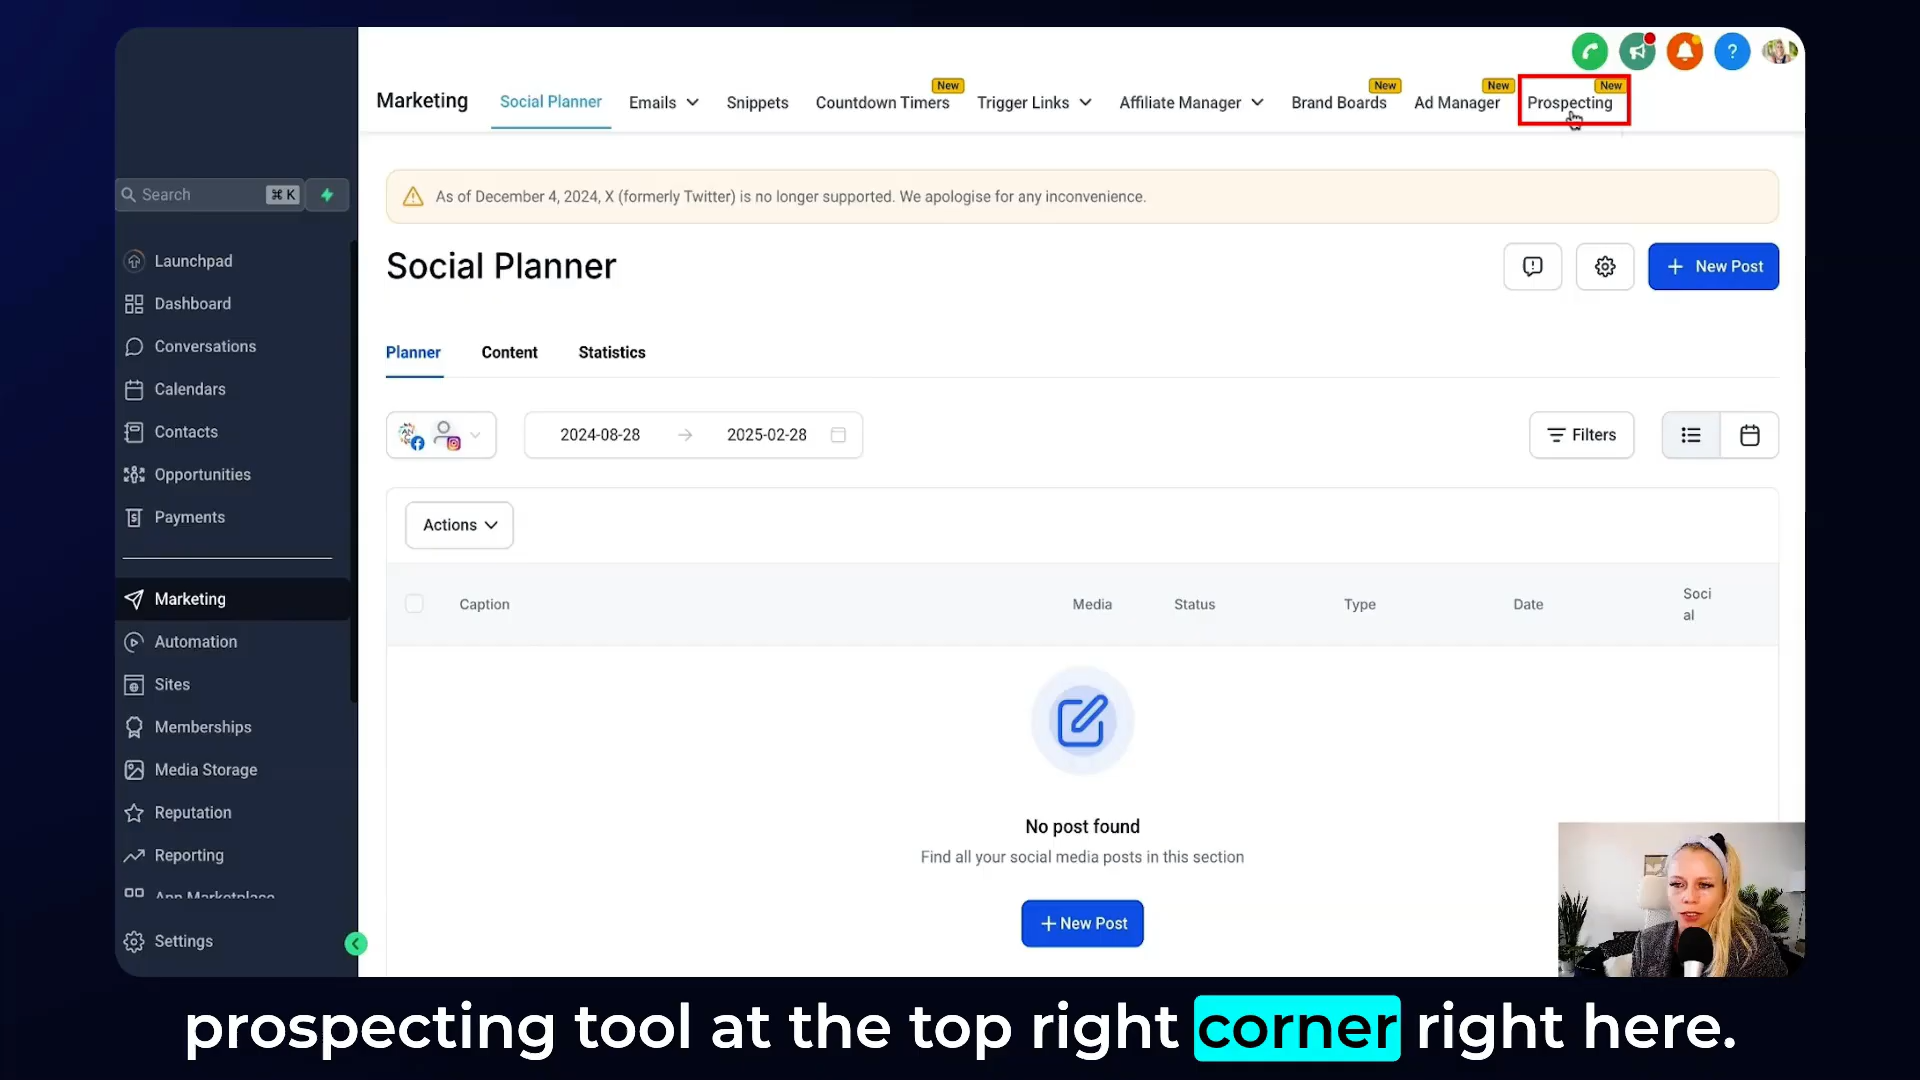 Marketing
Social Planner
Emails
Snippets
Countdown Timers
New
Trigger Links
Affiliate Manager
Brand Boards
New
Ad Manager
New
Prospecting
New
?
Search
⌘ K
As of December 4, 2024, X (formerly Twitter) is no longer supported. We apologise for any inconvenience.
Launchpad
Dashboard
Conversations
Calendars
Contacts
Opportunities
Payments
Marketing
Automation
Sites
Memberships
Media Storage
Reputation
Reporting
App Marketplace
Settings
Social Planner
+ New Post
Planner
Content
Statistics
2024-08-28 → 2025-02-28
Filters
Actions
Caption
Media
Status
Type
Date
Soci
al
No post found
Find all your social media posts in this section
+ New Post
prospecting tool at the top right corner right here.